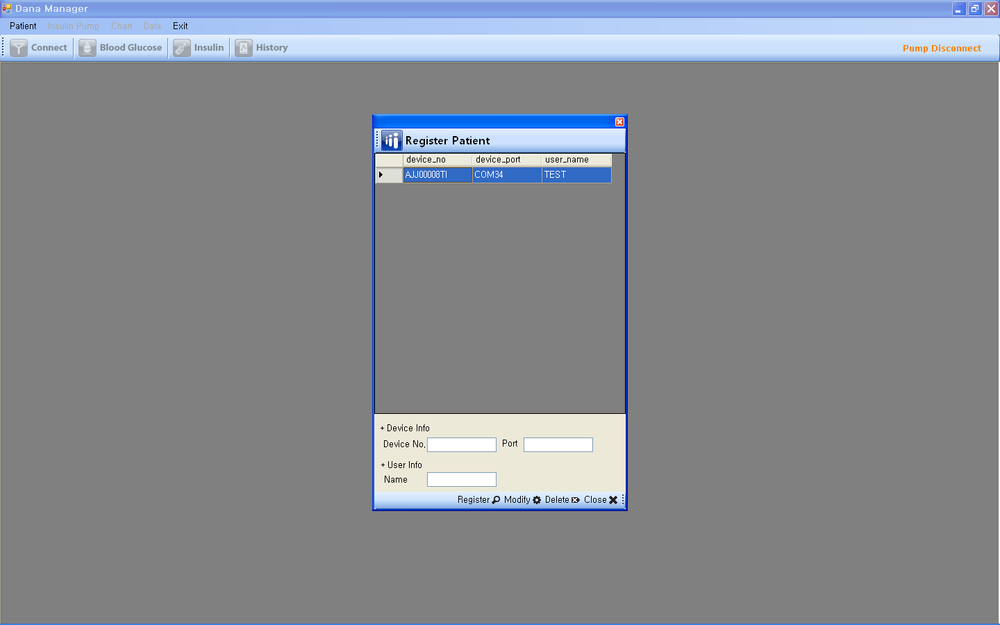 Dana Manager
Patient Insulin Pump Chart Data Exit
Connect Blood Glucose Insulin History Pump Disconnect
Register Patient
device_no device_port user_name
AJJ00008TI COM34 TEST
+ Device Info
Device No. Port
+ User Info
Name
Register Modify Delete Close